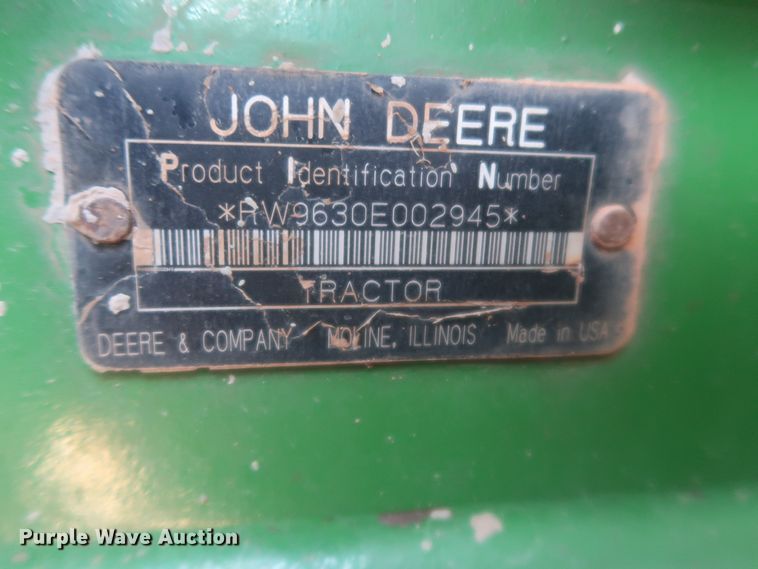 JOHN DEERE
Product Identification Number
*RW9630E002945*
TRACTOR
DEERE & COMPANY MOLINE, ILLINOIS Made in USA
Purple Wave Auction